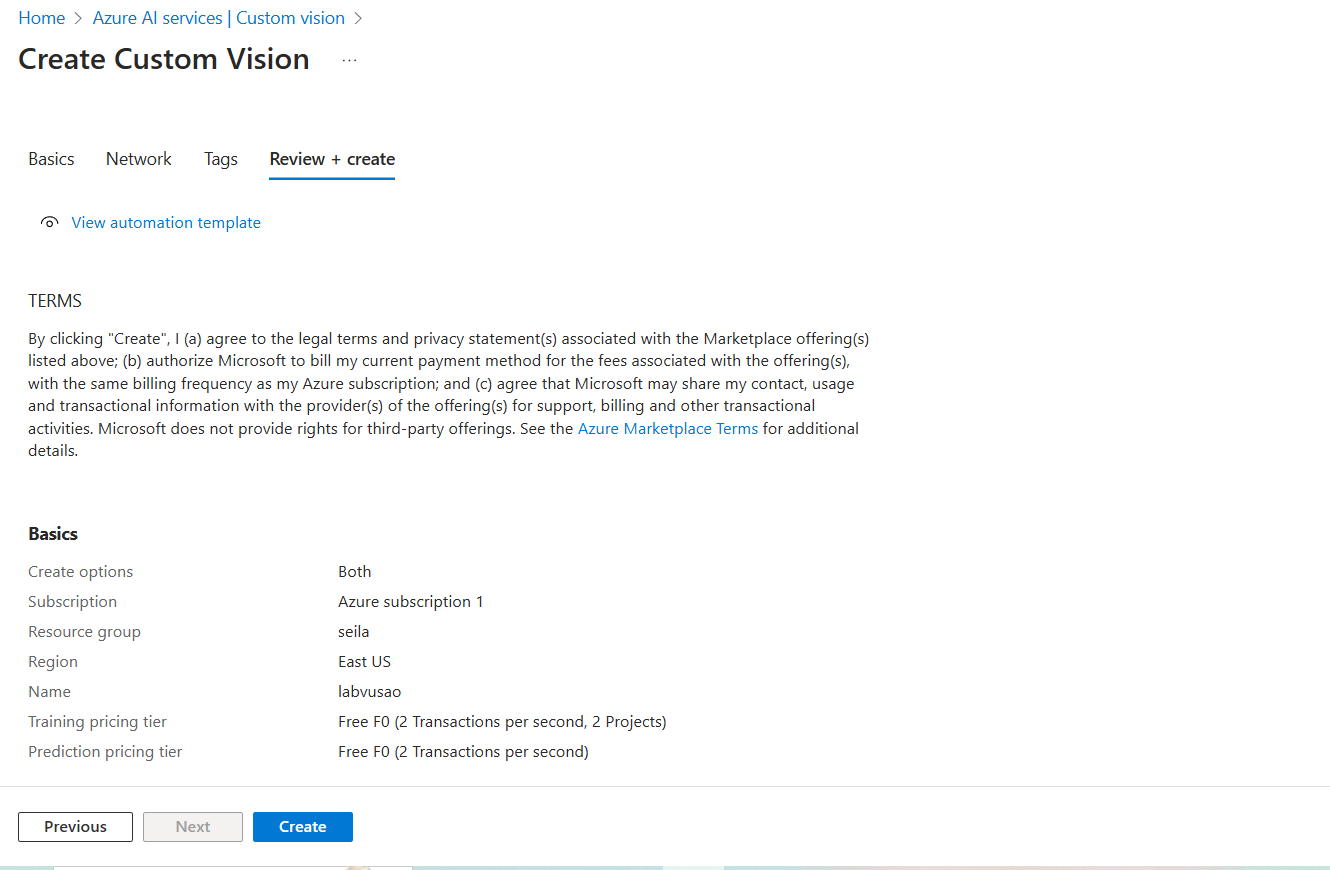 Home > Azure AI services | Custom vision >
Create Custom Vision ...
Basics Network Tags Review + create
View automation template
TERMS
By clicking "Create", I (a) agree to the legal terms and privacy statement(s) associated with the Marketplace offering(s)
listed above; (b) authorize Microsoft to bill my current payment method for the fees associated with the offering(s),
with the same billing frequency as my Azure subscription; and (c) agree that Microsoft may share my contact, usage
and transactional information with the provider(s) of the offering(s) for support, billing and other transactional
activities. Microsoft does not provide rights for third-party offerings. See the Azure Marketplace Terms for additional
details.
Basics
Create options Both
Subscription Azure subscription 1
Resource group seila
Region East US
Name labvusao
Training pricing tier Free F0 (2 Transactions per second, 2 Projects)
Prediction pricing tier Free F0 (2 Transactions per second)
Previous Next Create